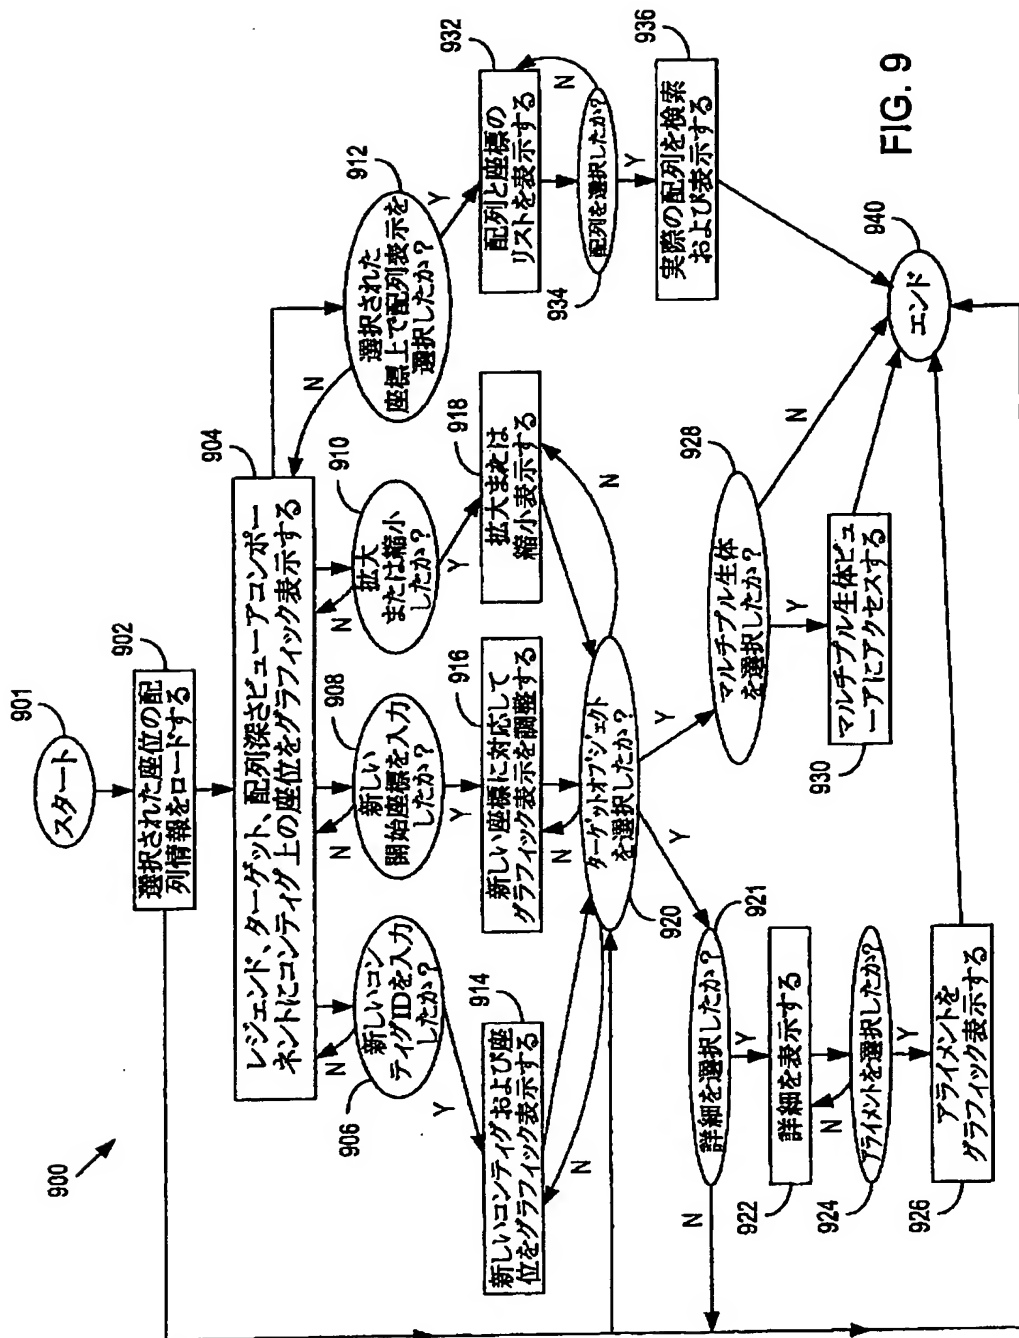 900
901
スタート
902
選択された座位の配
列情報をロードする
904
レジェンド、ターゲット、配列深さビューアコンポー
ネントにコンティグ上の座位をグラフィック表示する
906
新しいコン
ティグIDを入力
したか？
N
Y
908
新しい
開始座標を入力
したか？
N
Y
910
拡大
または縮小
したか？
N
Y
912
選択された
座標上で配列表示を
選択したか？
N
Y
914
新しいコンティグおよび座
位をグラフィック表示する
N
916
新しい座標に対応して
グラフィック表示を調整する
N
918
拡大または
縮小表示する
N
932
配列と座標の
リストを表示する
934
配列を選択したか？
N
Y
936
実際の配列を検索
および表示する
920
ターゲットオブジェクト
を選択したか？
Y
Y
921
詳細を選択したか？
N
Y
922
詳細を表示する
N
924
アライメントを選択したか？
Y
926
アライメントを
グラフィック表示する
928
マルチプル生体
を選択したか？
N
Y
930
マルチプル生体ビュ
ーアにアクセスする
940
エンド
FIG. 9